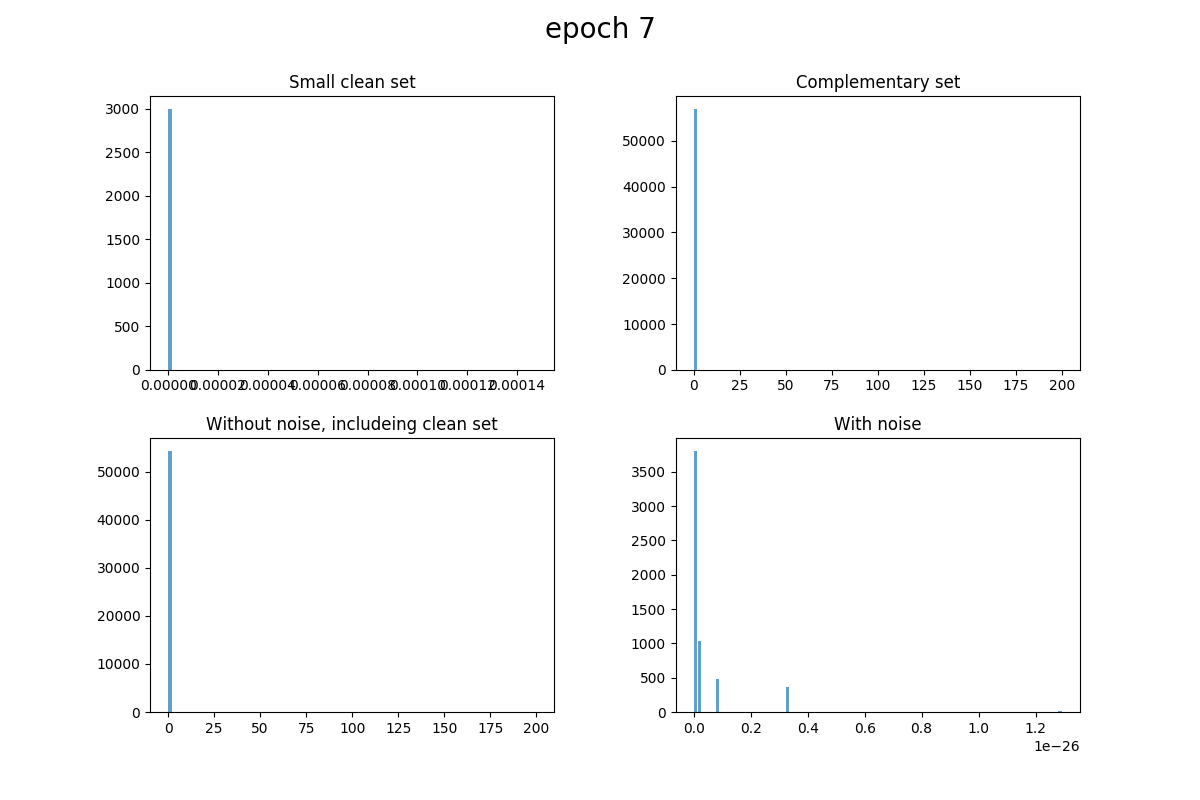 epoch 7
Small clean set
3000
2500
2000
1500
1000
500
0
0.00000 0.00002 0.00004 0.00006 0.00008 0.00010 0.00012 0.00014
Complementary set
50000
40000
30000
20000
10000
0
0 25 50 75 100 125 150 175 200
Without noise, includeing clean set
50000
40000
30000
20000
10000
0
0 25 50 75 100 125 150 175 200
With noise
3500
3000
2500
2000
1500
1000
500
0
0.0 0.2 0.4 0.6 0.8 1.0 1.2
1e−26